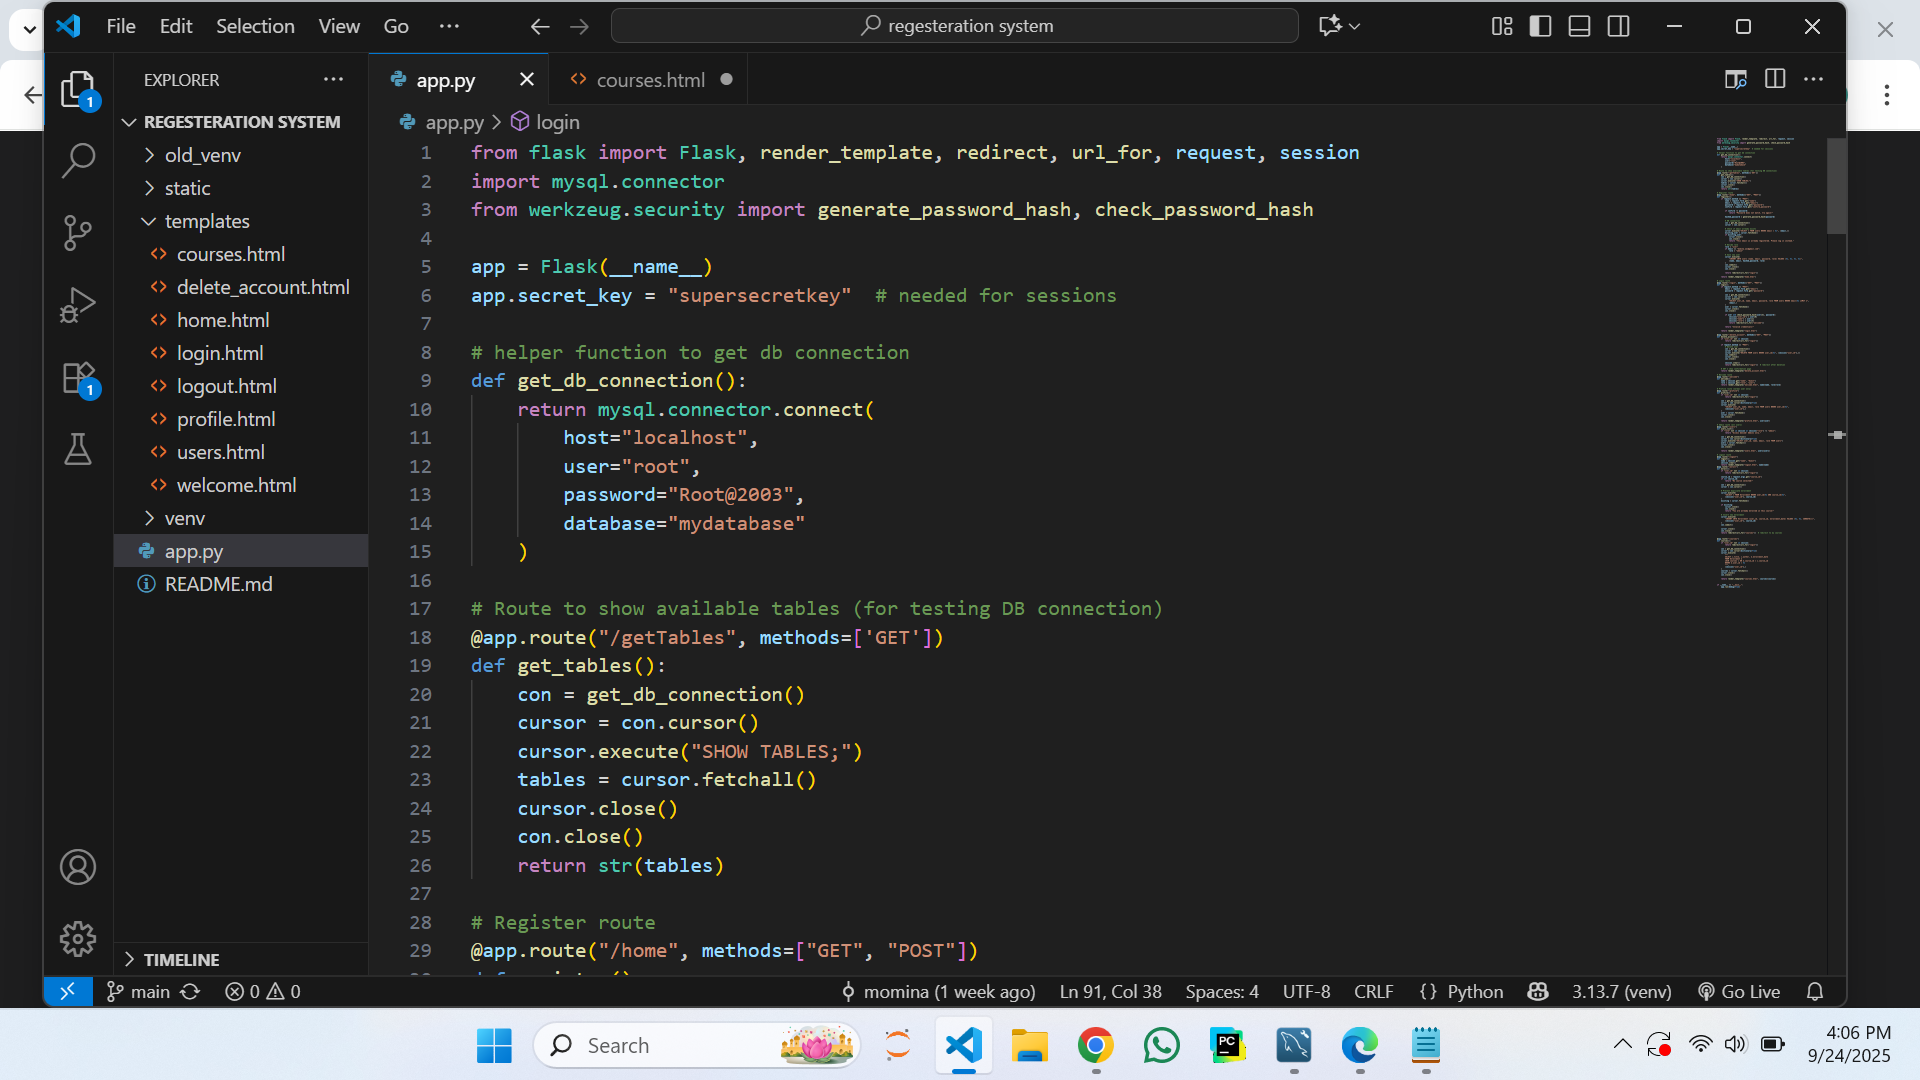 File Edit Selection View Go ··· regesteration system
EXPLORER ···
REGESTERATION SYSTEM
old_venv
static
templates
courses.html
delete_account.html
home.html
login.html
logout.html
profile.html
users.html
welcome.html
venv
app.py
README.md
TIMELINE
1
1
app.py
courses.html
app.py > login
1 from flask import Flask, render_template, redirect, url_for, request, session
2 import mysql.connector
3 from werkzeug.security import generate_password_hash, check_password_hash
4
5 app = Flask(__name__)
6 app.secret_key = "supersecretkey"  # needed for sessions
7
8 # helper function to get db connection
9 def get_db_connection():
10     return mysql.connector.connect(
11         host="localhost",
12         user="root",
13         password="Root@2003",
14         database="mydatabase"
15     )
16
17 # Route to show available tables (for testing DB connection)
18 @app.route("/getTables", methods=['GET'])
19 def get_tables():
20     con = get_db_connection()
21     cursor = con.cursor()
22     cursor.execute("SHOW TABLES;")
23     tables = cursor.fetchall()
24     cursor.close()
25     con.close()
26     return str(tables)
27
28 # Register route
29 @app.route("/home", methods=["GET", "POST"])
main 0 0 momina (1 week ago) Ln 91, Col 38 Spaces: 4 UTF-8 CRLF {} Python 3.13.7 (venv) Go Live
Search
PC
4:06 PM
9/24/2025